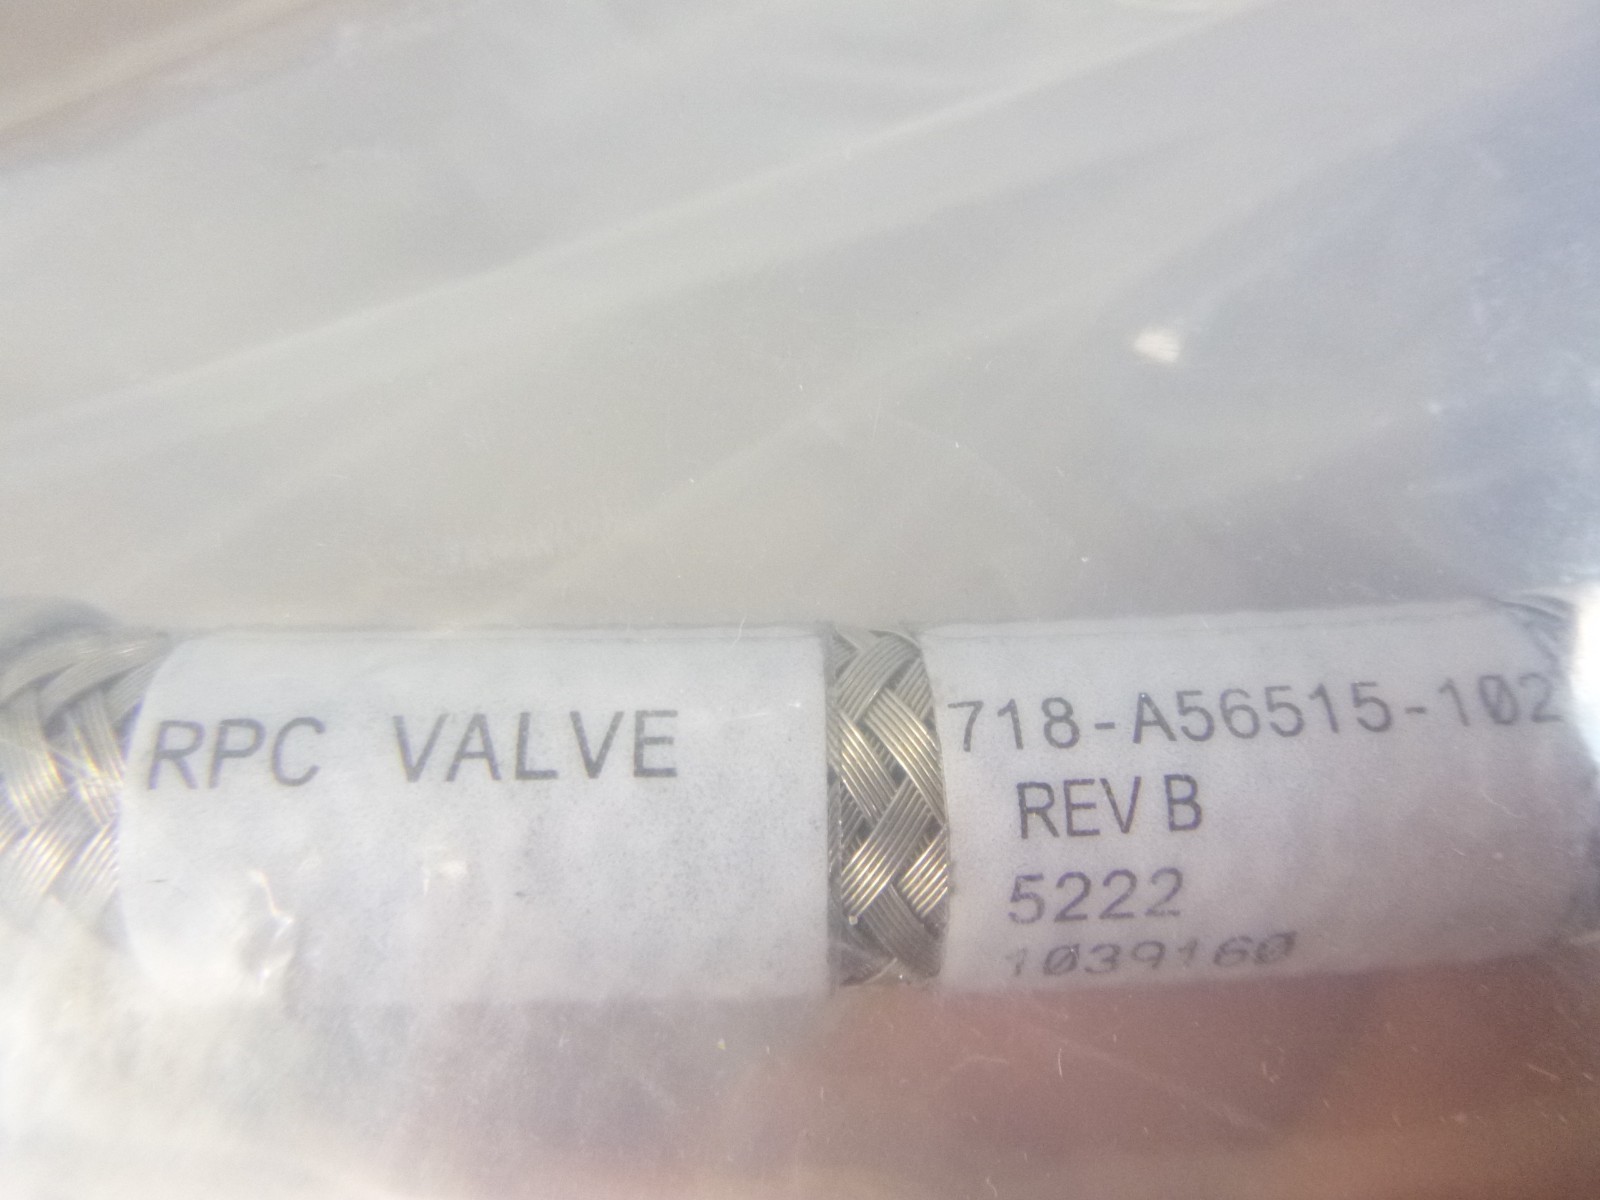 RPC VALVE
718-A56515-102
REV B
5222
1039160